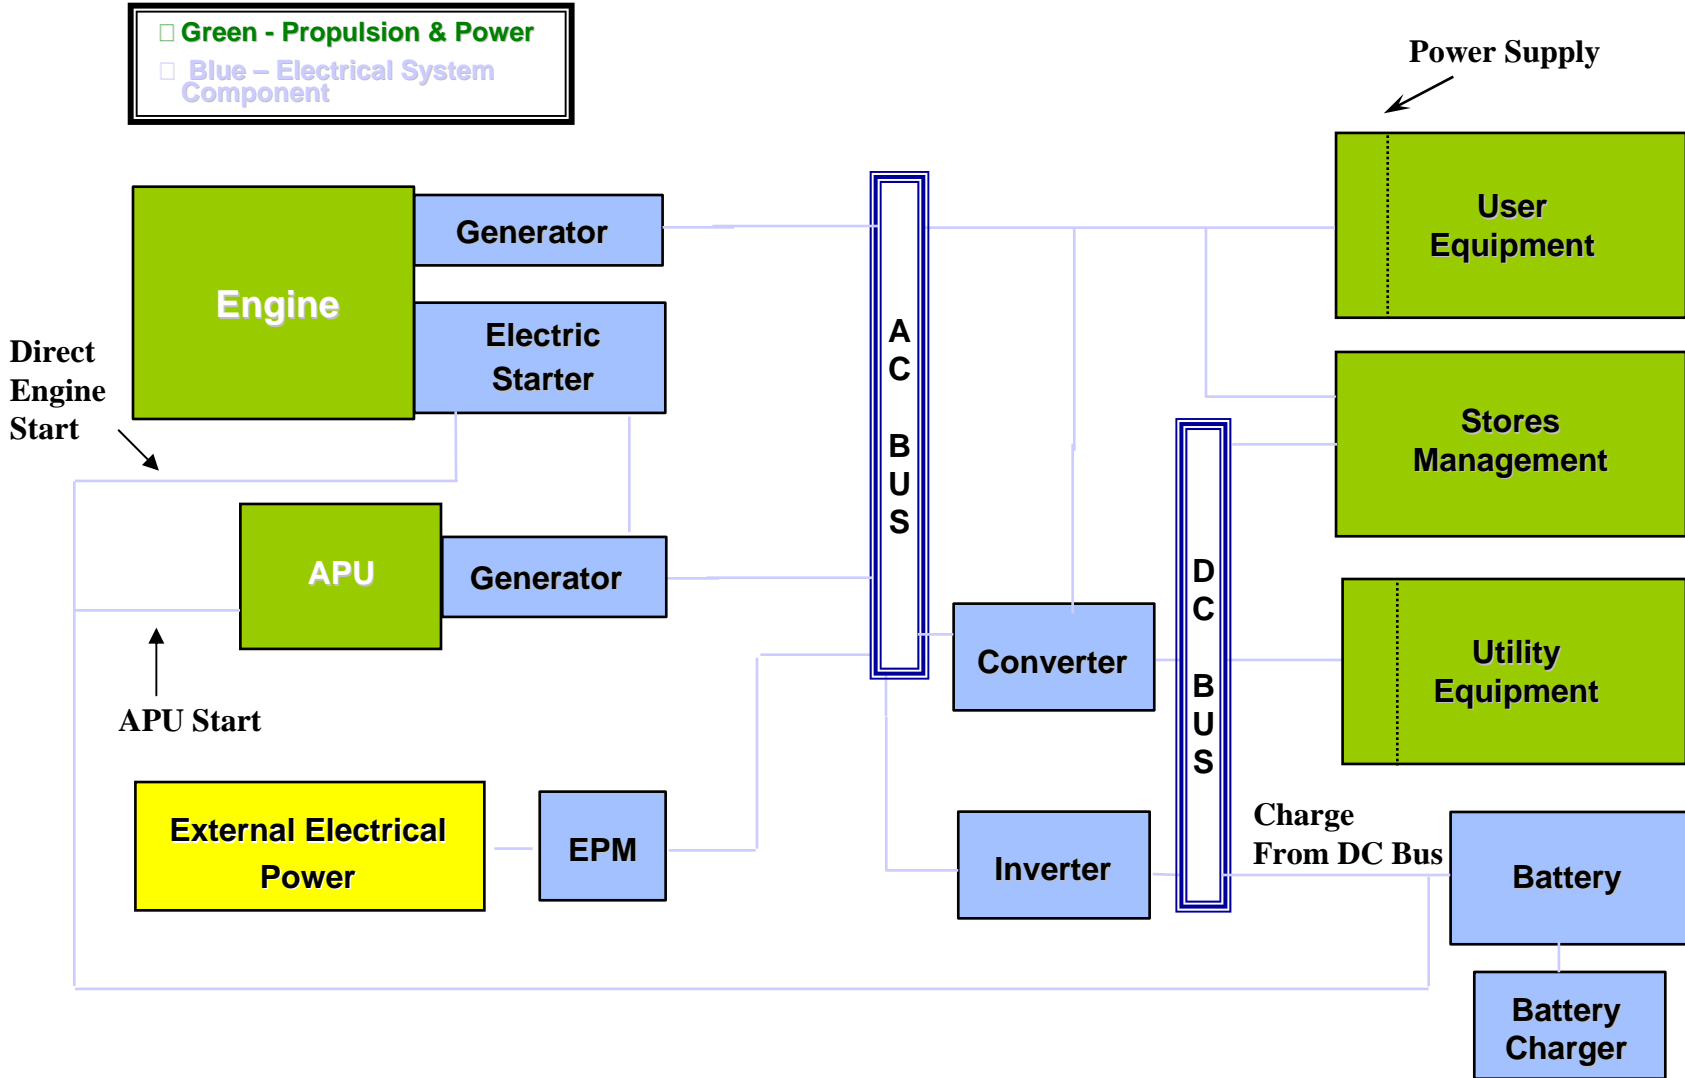 □ Green - Propulsion & Power
□ Blue – Electrical System
Component
Power Supply
User
Equipment
Generator
Engine
Electric
Starter
Direct
Engine
Start
A
C
B
U
S
Stores
Management
APU
Generator
D
C
B
U
S
Converter
Utility
Equipment
APU Start
External Electrical
Power
EPM
Inverter
Charge
From DC Bus
Battery
Battery
Charger